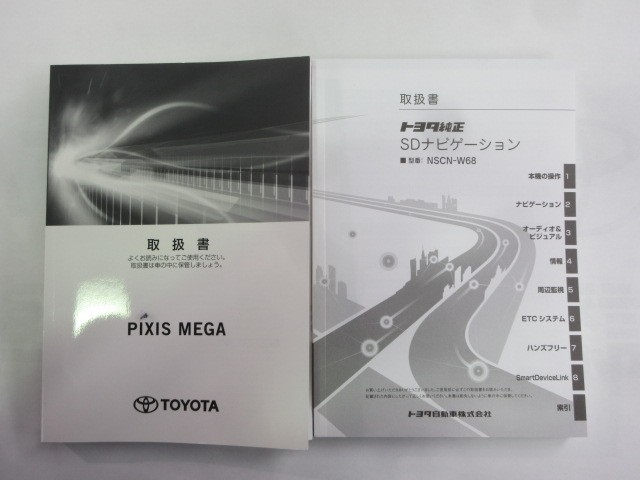 取扱書
よくお読みになってご使用ください。
取扱書は車の中に保管しましょう。
PIXIS MEGA
TOYOTA
取扱書
トヨタ純正
SDナビゲーション
■ 型番: NSCN-W68
本機の操作 1
ナビゲーション 2
オーディオ&
ビジュアル 3
情報 4
周辺監視 5
ETCシステム 6
ハンズフリー 7
SmartDeviceLink 8
索引
トヨタ自動車株式会社